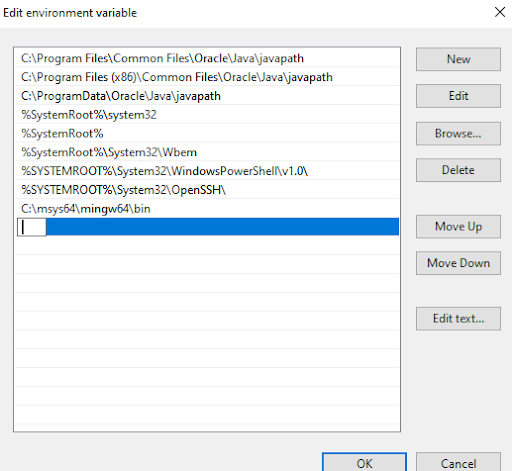 Edit environment variable
C:\Program Files\Common Files\Oracle\Java\javapath
C:\Program Files (x86)\Common Files\Oracle\Java\javapath
C:\ProgramData\Oracle\Java\javapath
%SystemRoot%\system32
%SystemRoot%
%SystemRoot%\System32\Wbem
%SYSTEMROOT%\System32\WindowsPowerShell\v1.0\
%SYSTEMROOT%\System32\OpenSSH\
C:\msys64\mingw64\bin
New
Edit
Browse...
Delete
Move Up
Move Down
Edit text...
OK
Cancel